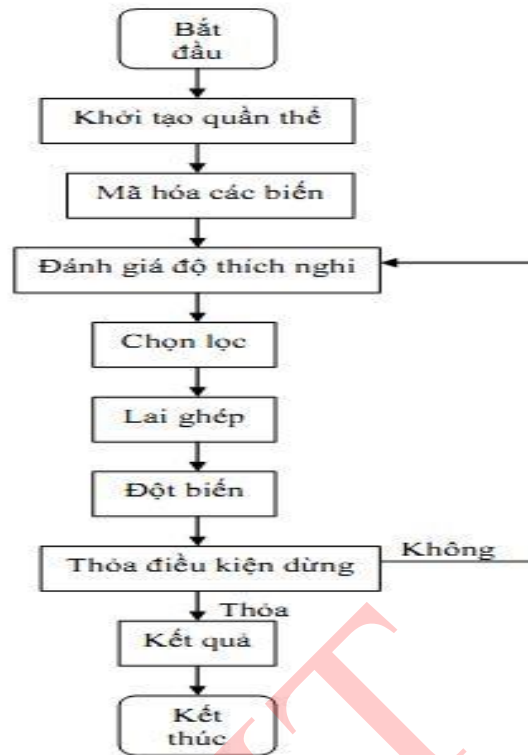 Bắt
đầu
Khởi tạo quần thể
Mã hóa các biến
Đánh giá độ thích nghi
Chọn lọc
Lai ghép
Đột biến
Thỏa điều kiện dừng
Không
Thỏa
Kết quả
Kết
thúc